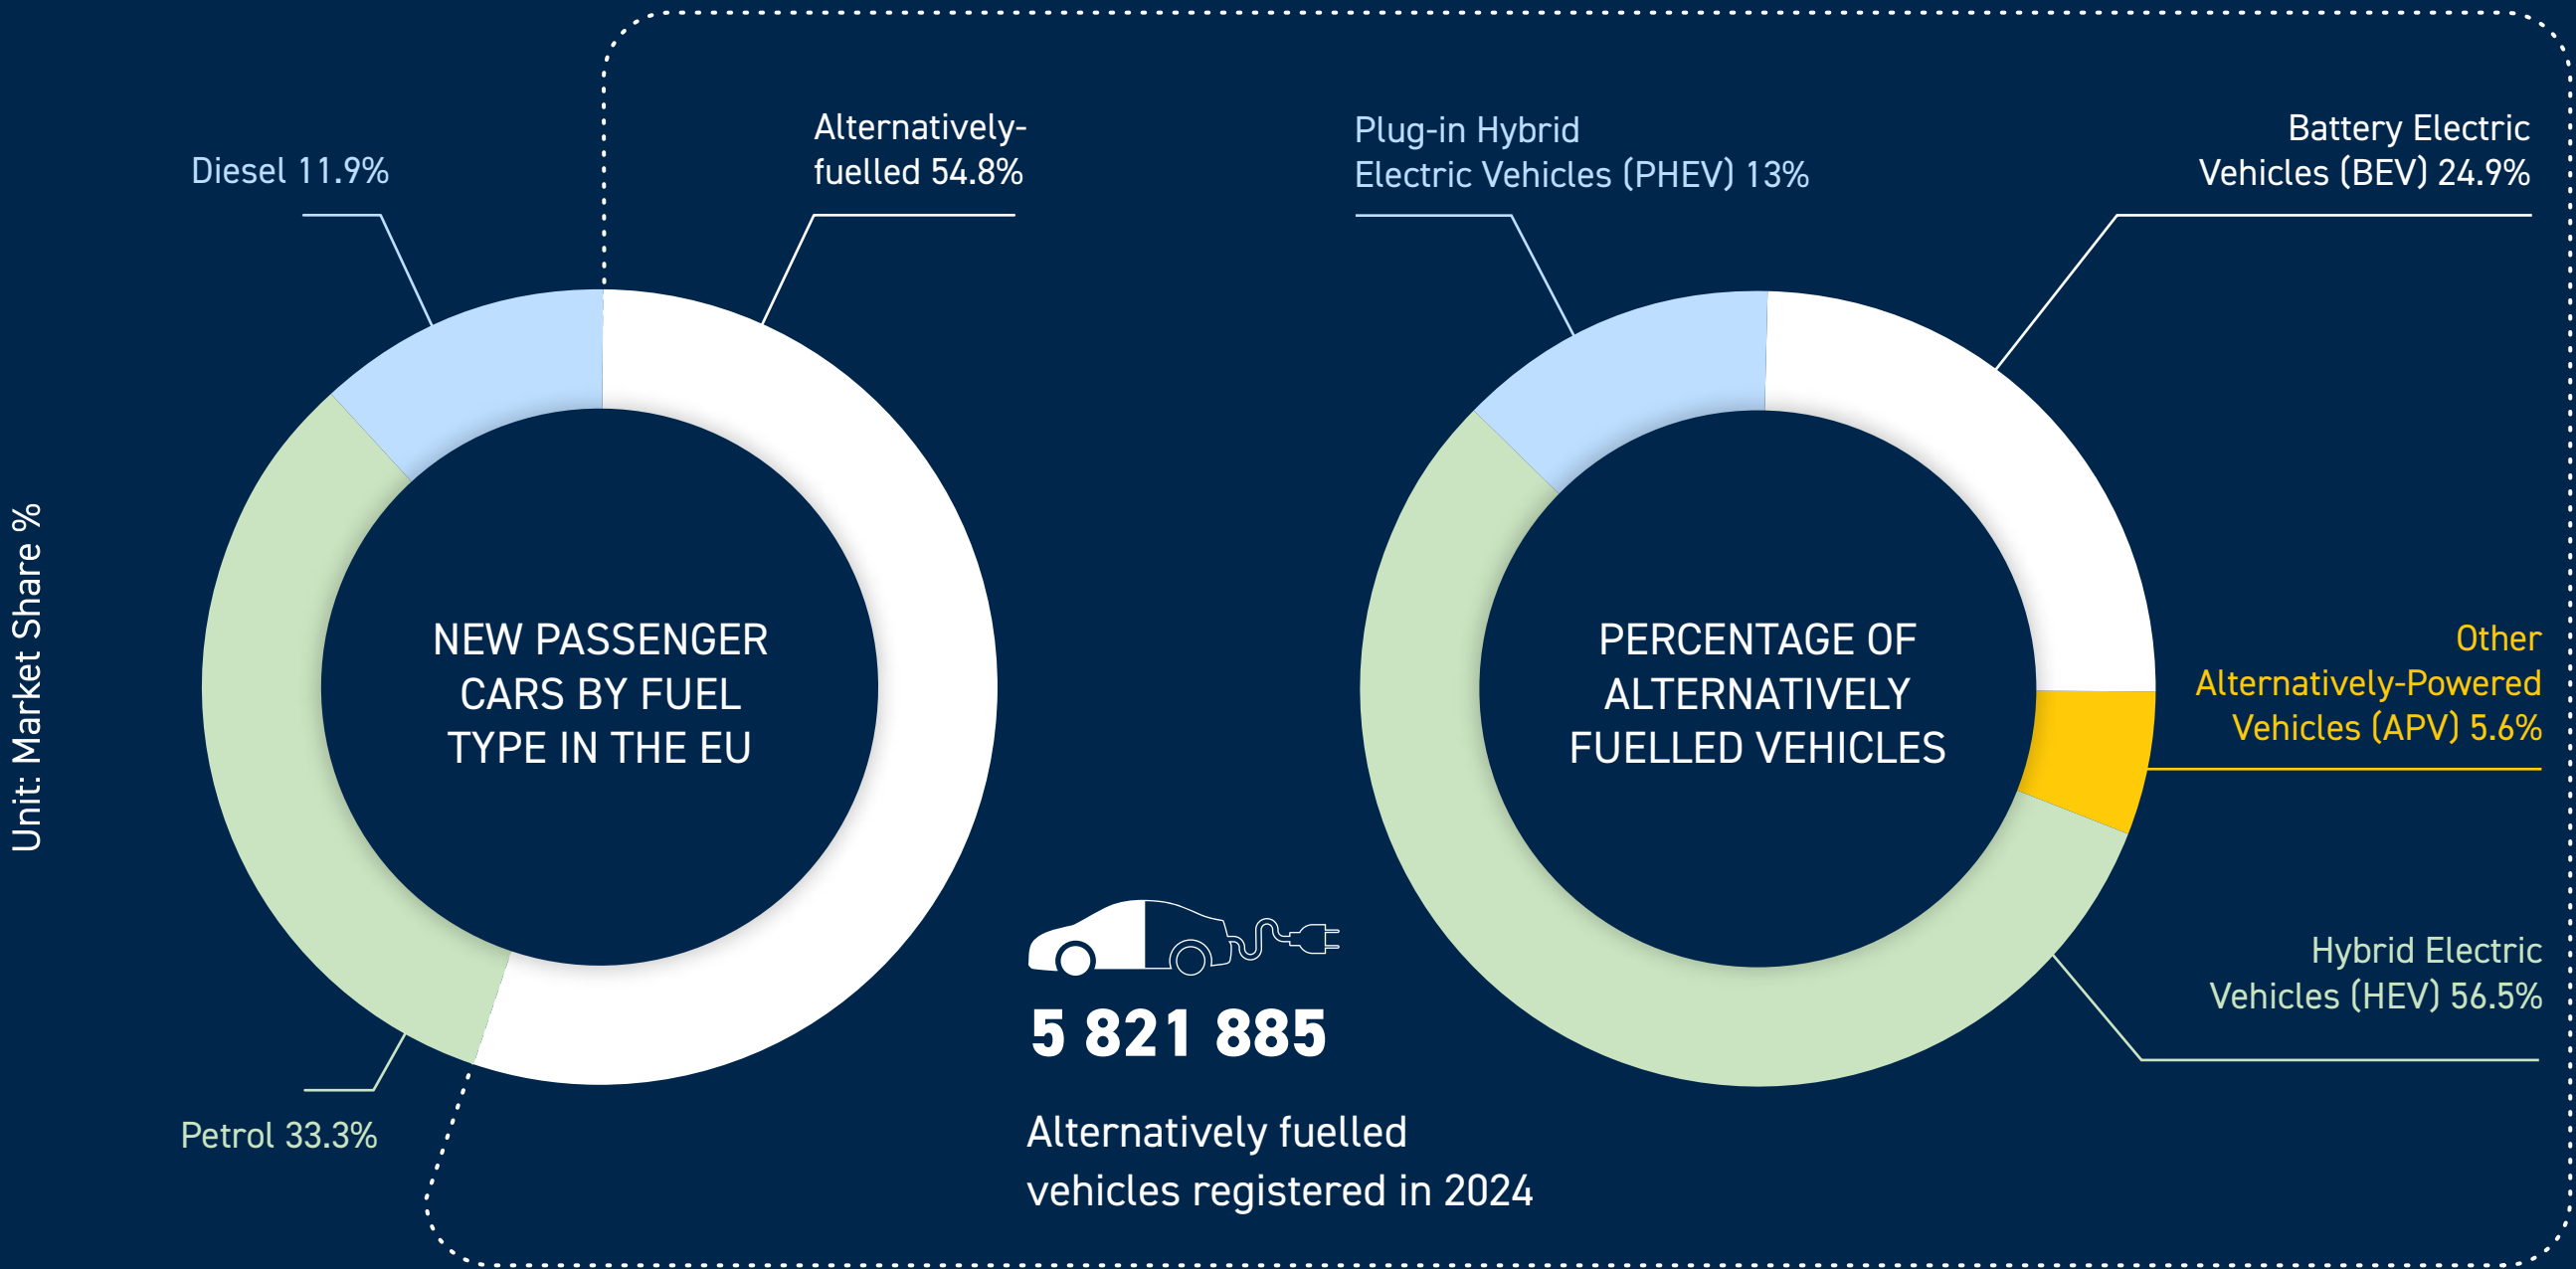 Unit: Market Share %
Diesel 11.9%
Alternatively-
fuelled 54.8%
NEW PASSENGER
CARS BY FUEL
TYPE IN THE EU
Petrol 33.3%
5 821 885
Alternatively fuelled
vehicles registered in 2024
Plug-in Hybrid
Electric Vehicles (PHEV) 13%
Battery Electric
Vehicles (BEV) 24.9%
PERCENTAGE OF
ALTERNATIVELY
FUELLED VEHICLES
Other
Alternatively-Powered
Vehicles (APV) 5.6%
Hybrid Electric
Vehicles (HEV) 56.5%